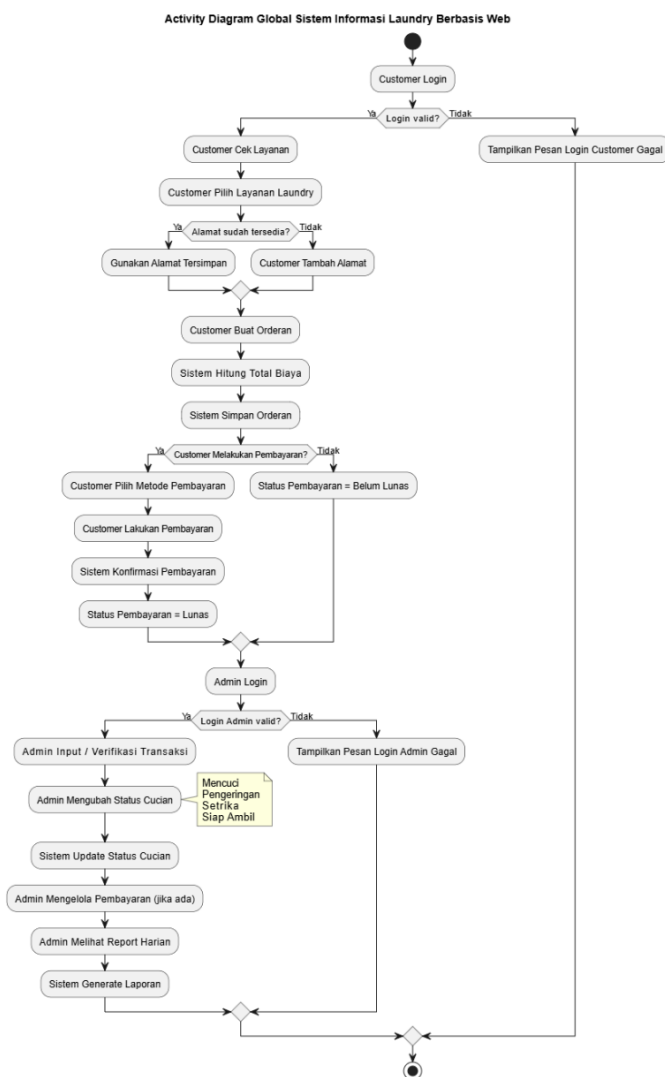 Activity Diagram Global Sistem Informasi Laundry Berbasis Web
Customer Login
Ya
Login valid?
Tidak
Customer Cek Layanan
Tampilkan Pesan Login Customer Gagal
Customer Pilih Layanan Laundry
Ya
Alamat sudah tersedia?
Tidak
Gunakan Alamat Tersimpan
Customer Tambah Alamat
Customer Buat Orderan
Sistem Hitung Total Biaya
Sistem Simpan Orderan
Ya
Customer Melakukan Pembayaran?
Tidak
Customer Pilih Metode Pembayaran
Status Pembayaran = Belum Lunas
Customer Lakukan Pembayaran
Sistem Konfirmasi Pembayaran
Status Pembayaran = Lunas
Admin Login
Ya
Login Admin valid?
Tidak
Admin Input / Verifikasi Transaksi
Tampilkan Pesan Login Admin Gagal
Admin Mengubah Status Cucian
Mencuci
Pengeringan
Setrika
Siap Ambil
Sistem Update Status Cucian
Admin Mengelola Pembayaran (jika ada)
Admin Melihat Report Harian
Sistem Generate Laporan